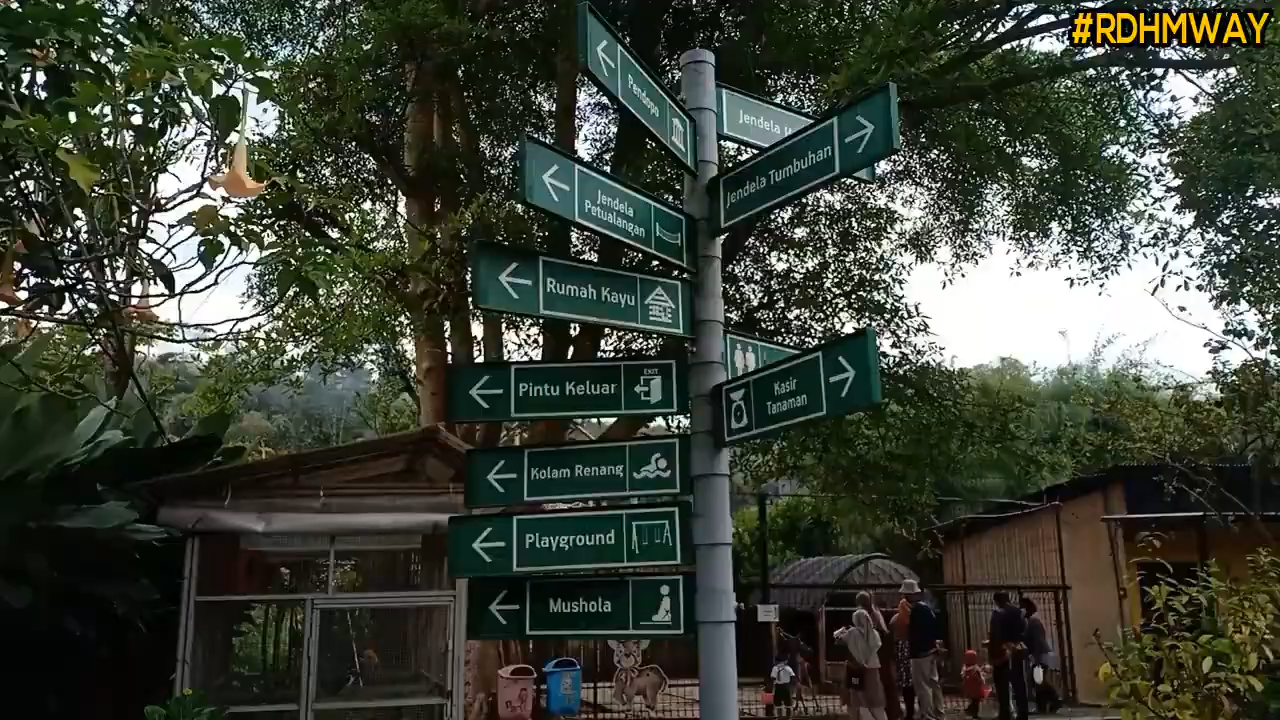 #RDHMWAY
Pendopo
Jendela
Jendela Tumbuhan
Jendela
Petualangan
Rumah Kayu
Pintu Keluar
EXIT
Kasir
Tanaman
Kolam Renang
Playground
Mushola